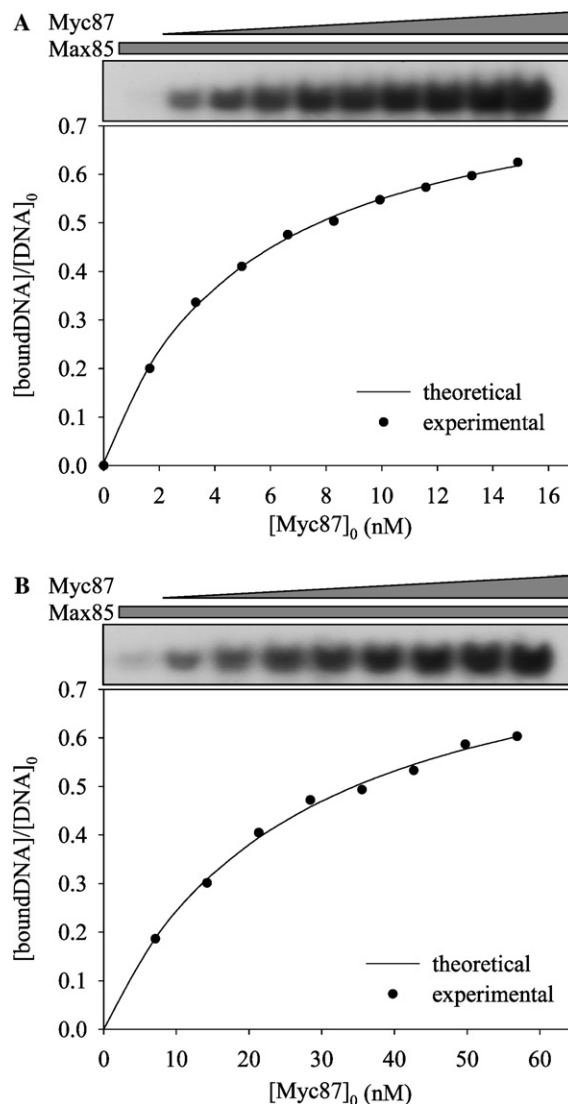 A
Myc87
Max85
0.7
0.6
0.5
0.4
0.3
0.2
0.1
0.0
[boundDNA]/[DNA]₀
theoretical
experimental
0 2 4 6 8 10 12 14 16
[Myc87]₀ (nM)
B
Myc87
Max85
0.7
0.6
0.5
0.4
0.3
0.2
0.1
0.0
[boundDNA]/[DNA]₀
theoretical
experimental
0 10 20 30 40 50 60
[Myc87]₀ (nM)